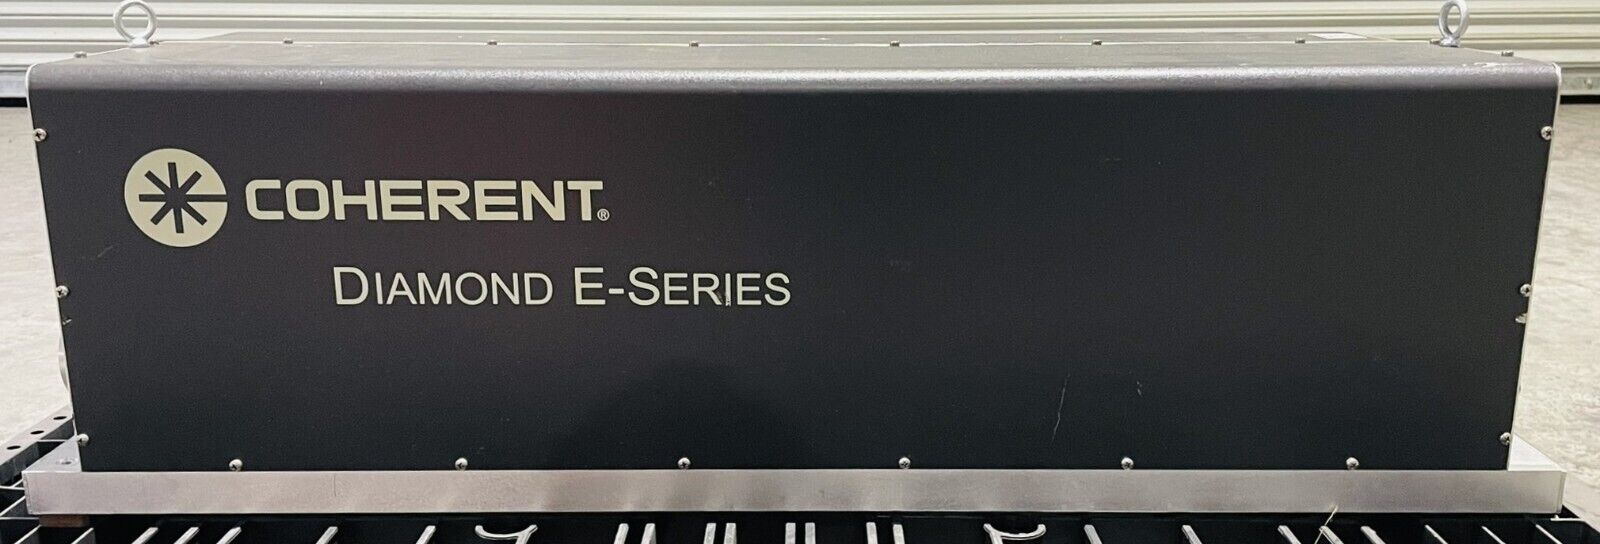 COHERENT®
DIAMOND E-SERIES